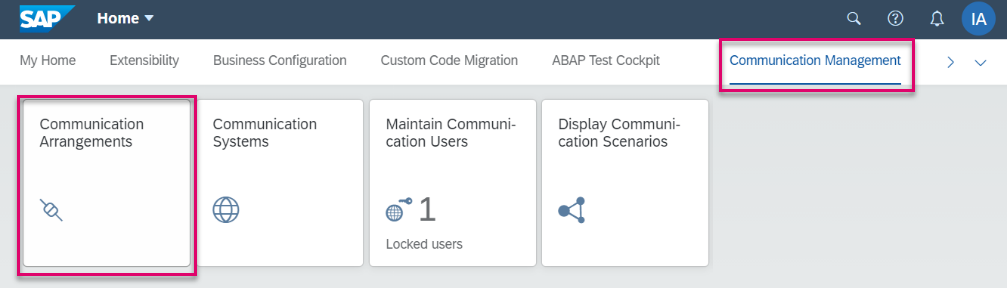 SAP Home IA
My Home Extensibility Business Configuration Custom Code Migration ABAP Test Cockpit Communication Management
Communication
Arrangements
Communication
Systems
Maintain Communi-
cation Users
1
Locked users
Display Communi-
cation Scenarios